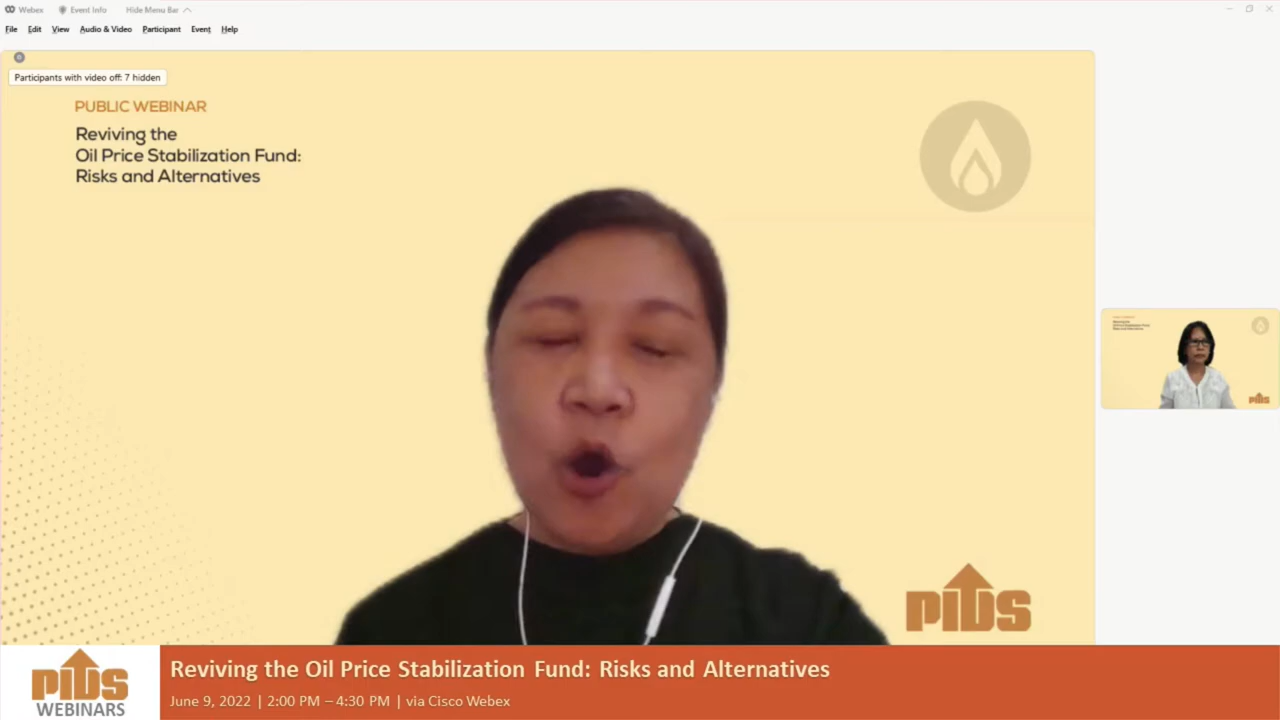 Webex
Event Info
Hide Menu Bar
File Edit View Audio & Video Participant Event Help
Participants with video off: 7 hidden
PUBLIC WEBINAR
Reviving the
Oil Price Stabilization Fund:
Risks and Alternatives
PIDS
PIDS
PIDS
WEBINARS
Reviving the Oil Price Stabilization Fund: Risks and Alternatives
June 9, 2022 | 2:00 PM – 4:30 PM | via Cisco Webex